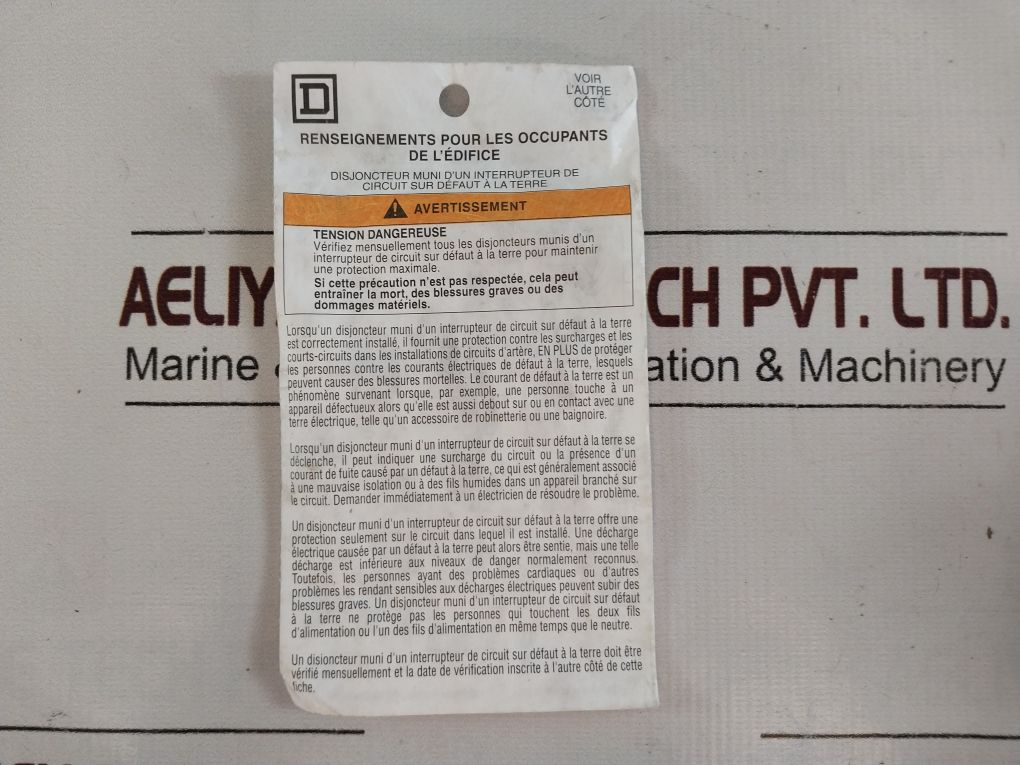 D
VOIR
L'AUTRE
CÔTÉ
RENSEIGNEMENTS POUR LES OCCUPANTS
DE L'ÉDIFICE
DISJONCTEUR MUNI D'UN INTERRUPTEUR DE
CIRCUIT SUR DÉFAUT À LA TERRE
AVERTISSEMENT
TENSION DANGEREUSE
Vérifiez mensuellement tous les disjoncteurs munis d'un
interrupteur de circuit sur défaut à la terre pour maintenir
une protection maximale.
Si cette précaution n'est pas respectée, cela peut
entraîner la mort, des blessures graves ou des
dommages matériels.
Lorsqu'un disjoncteur muni d'un interrupteur de circuit sur défaut à la terre
est correctement installé, il fournit une protection contre les surcharges et les
courts-circuits dans les installations de circuits d'artère, EN PLUS de protéger
les personnes contre les courants électriques de défaut à la terre, lesquels
peuvent causer des blessures mortelles. Le courant de défaut à la terre est un
phénomène survenant lorsque, par exemple, une personne touche à un
appareil défectueux alors qu'elle est aussi debout sur ou en contact avec une
terre électrique, telle qu'un accessoire de robinetterie ou une baignoire.
Lorsqu'un disjoncteur muni d'un interrupteur de circuit sur défaut à la terre se
déclenche, il peut indiquer une surcharge du circuit ou la présence d'un
courant de fuite causé par un défaut à la terre, ce qui est généralement associé
à une mauvaise isolation ou à des fils humides dans un appareil branché sur
le circuit. Demander immédiatement à un électricien de résoudre le problème.
Un disjoncteur muni d'un interrupteur de circuit sur défaut à la terre offre une
protection seulement sur le circuit dans lequel il est installé. Une décharge
électrique causée par un défaut à la terre peut alors être sentie, mais une telle
décharge est inférieure aux niveaux de danger normalement reconnus.
Toutefois, les personnes ayant des problèmes cardiaques ou d'autres
problèmes les rendant sensibles aux décharges électriques peuvent subir des
blessures graves. Un disjoncteur muni d'un interrupteur de circuit sur défaut
à la terre ne protège pas les personnes qui touchent les deux fils
d'alimentation ou l'un des fils d'alimentation en même temps que le neutre.
Un disjoncteur muni d'un interrupteur de circuit sur défaut à la terre doit être
vérifié mensuellement et la date de vérification inscrite à l'autre côté de cette
fiche.
AELIY CH PVT. LTD.
Marine ation & Machinery